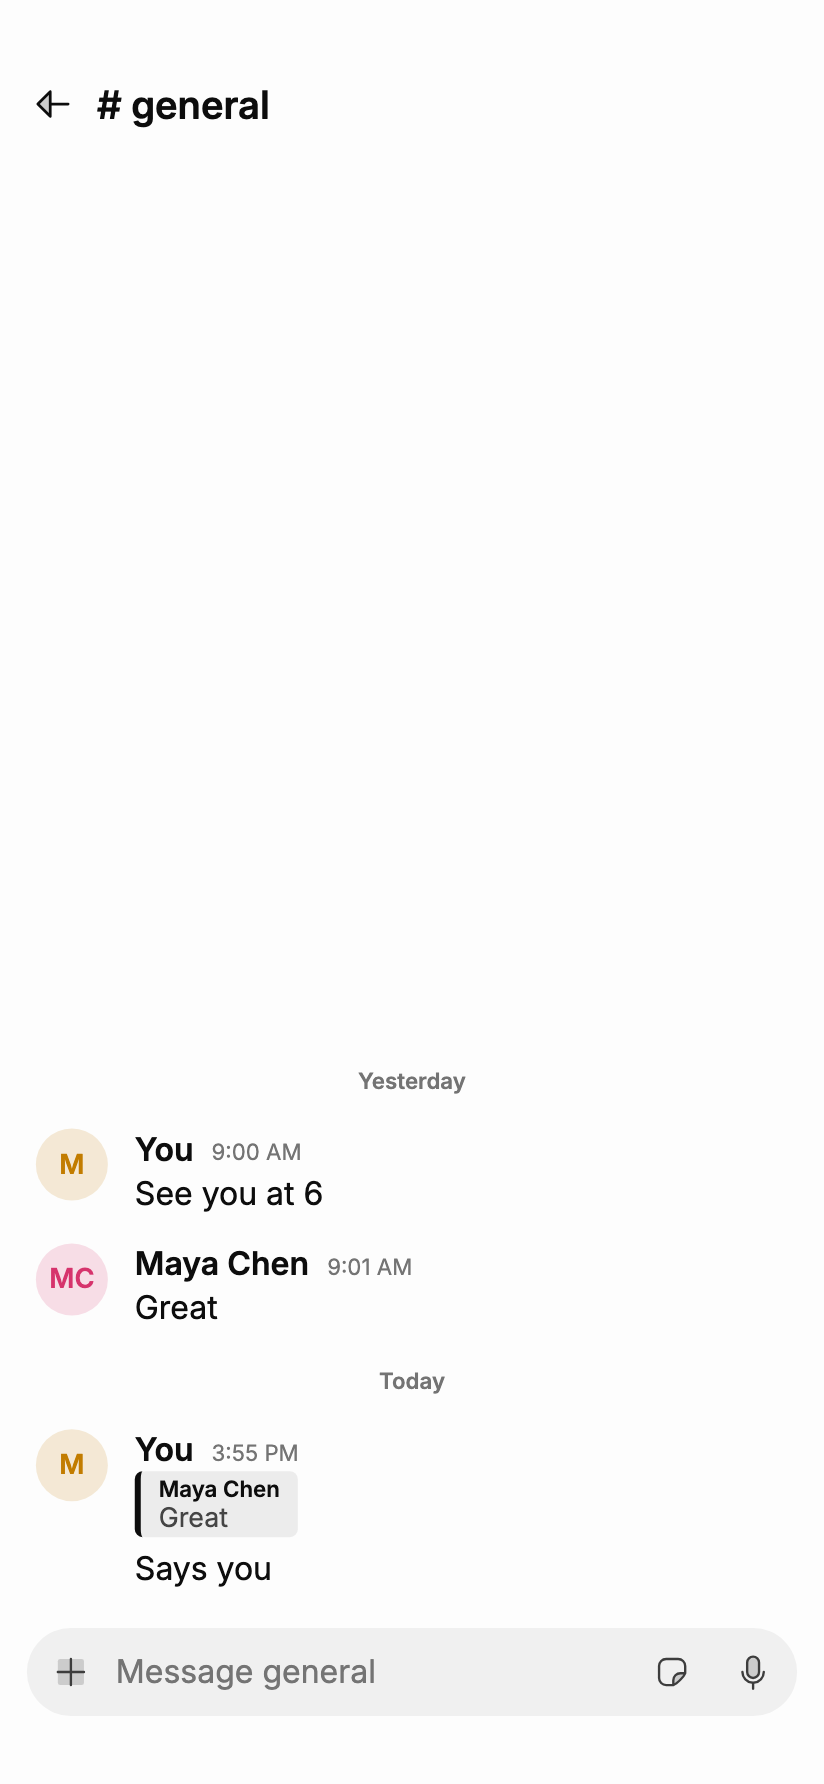 # general
Yesterday
M
You 9:00 AM
See you at 6
MC
Maya Chen 9:01 AM
Great
Today
M
You 3:55 PM
Maya Chen
Great
Says you
Message general